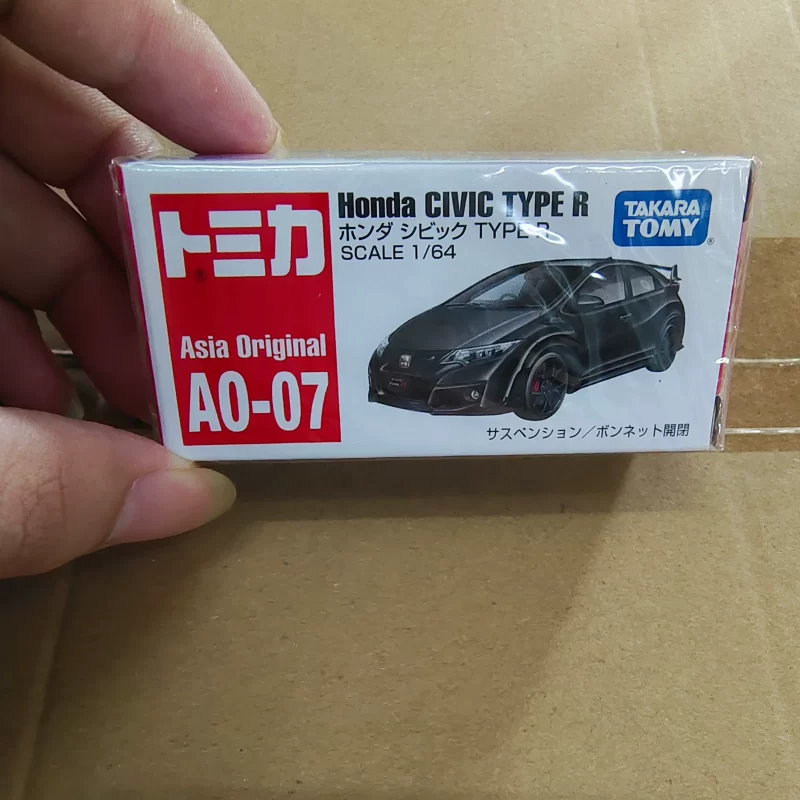 トミカ
Asia Original
AO-07
Honda CIVIC TYPE R
ホンダ シビック TYPE R
SCALE 1/64
TAKARA
TOMY
®
サスペンション/ボンネット開閉